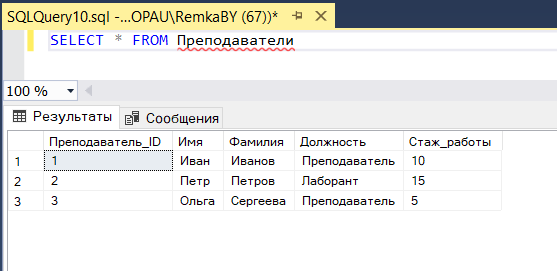 SQLQuery10.sql -...OPAU\RemkaBY (67))*
SELECT * FROM Преподаватели
100 %
Результаты Сообщения
Преподаватель_ID Имя Фамилия Должность Стаж_работы
1 1 Иван Иванов Преподаватель 10
2 2 Петр Петров Лаборант 15
3 3 Ольга Сергеева Преподаватель 5